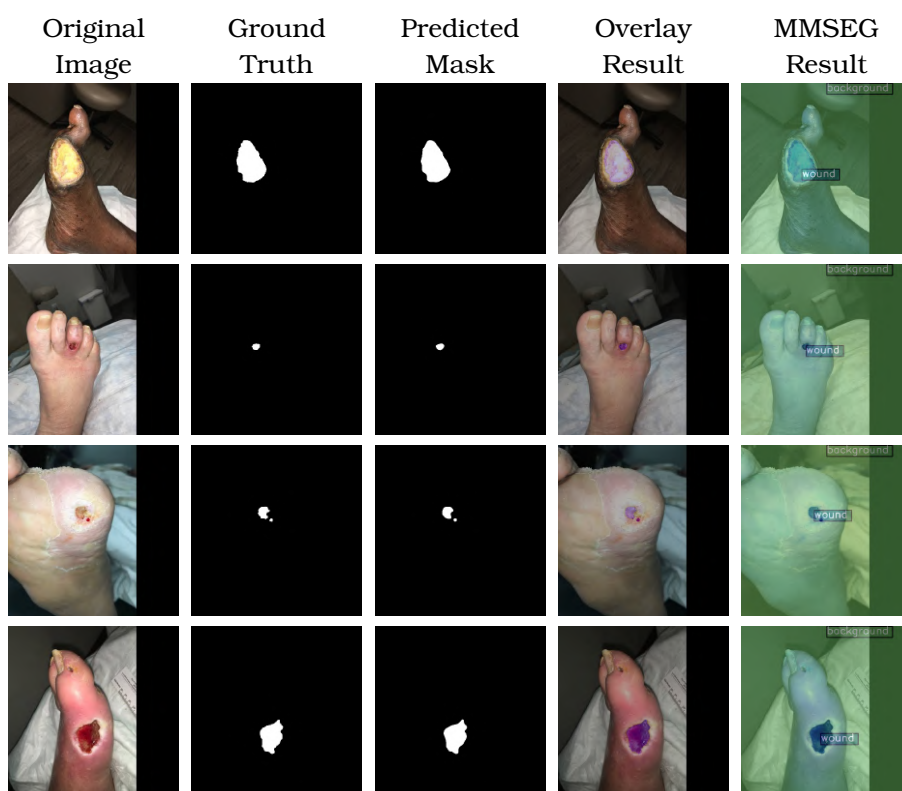 Original Ground Predicted Overlay MMSEG
Image Truth Mask Result Result
background
wound
background
wound
background
wound
background
wound